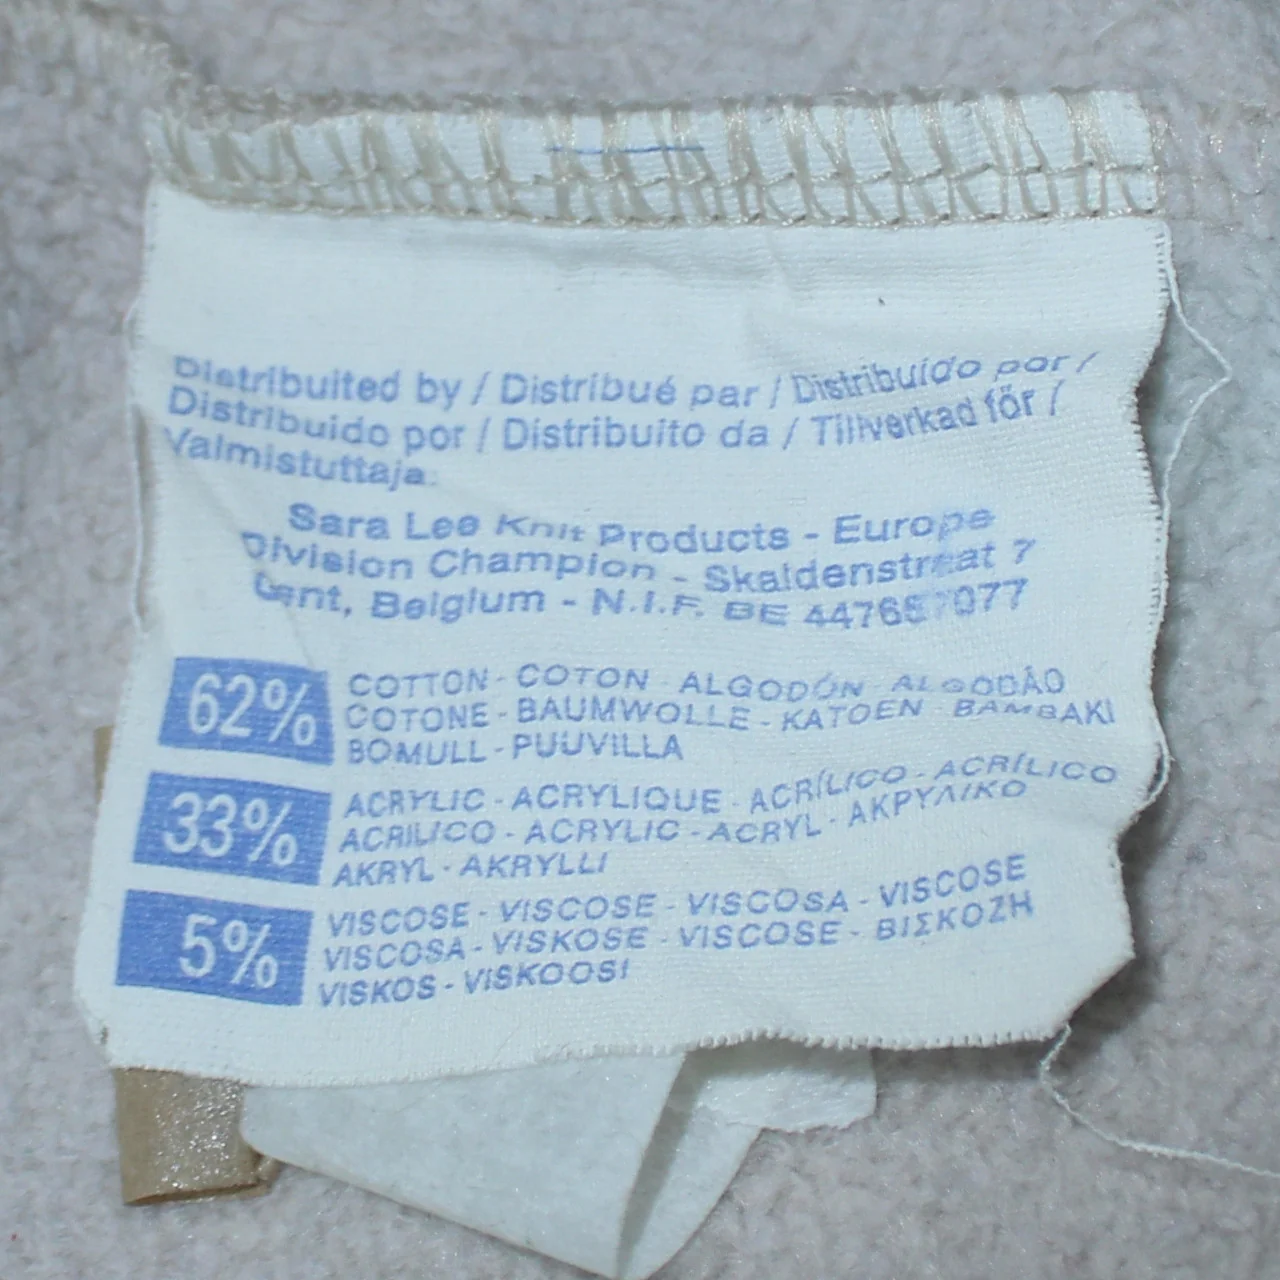 Distribuited by / Distribué par / Distribuído por /
Distribuido por / Distribuito da / Tillverkad för /
Valmistuttaja:
Sara Lee Knit Products - Europe
Division Champion - Skaldenstraat 7
Gent, Belgium - N.I.F. BE
62%
COTTON - COTON - ALGODÓN - ALGODÃO
COTONE - BAUMWOLLE - KATOEN - BAMBAKI
BOMULL - PUUVILLA
33%
ACRYLIC - ACRYLIQUE - ACRÍLICO - ACRÍLICO
ACRILICO - ACRYLIC - ACRYL - ΑΚΡΥΛΙΚΟ
AKRYL - AKRYLLI
5%
VISCOSE - VISCOSE - VISCOSA - VISCOSE
VISCOSA - VISKOSE - VISCOSE - ΒΙΣΚΟΖΗ
VISKOS - VISKOOSI